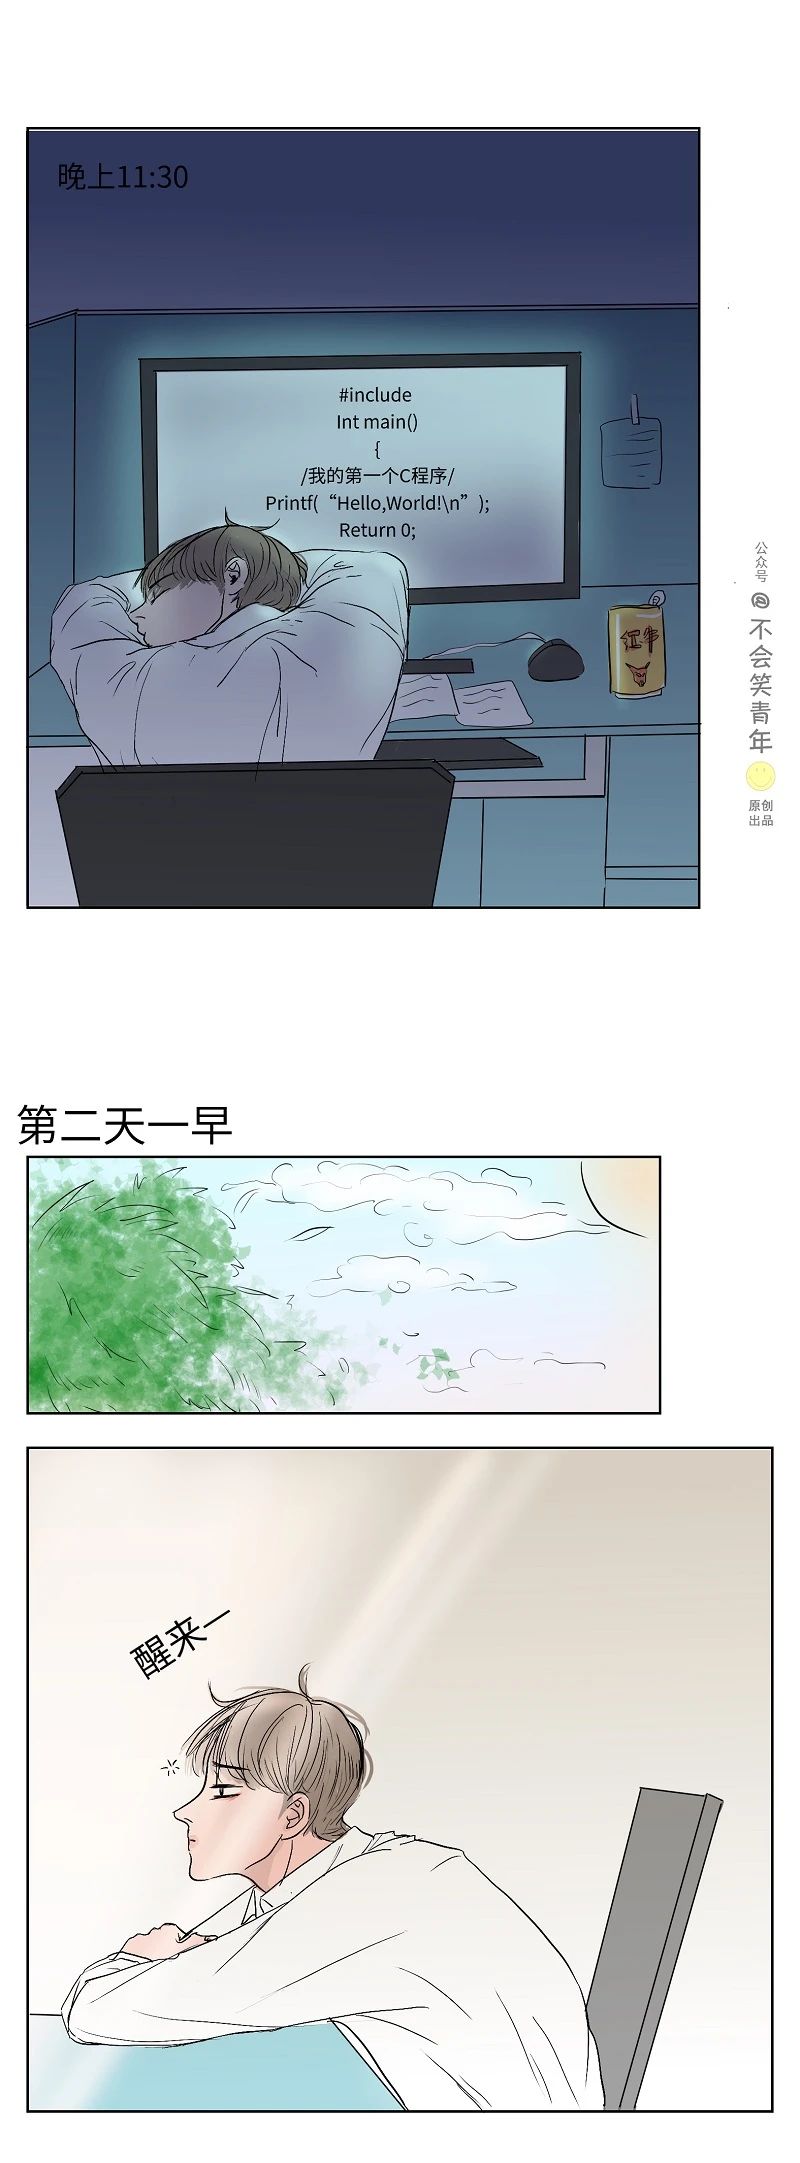 晚上11:30
#include
Int main()
{
/我的第一个C程序/
Printf(“Hello,World!\n”);
Return 0;
红牛
公众号
@不会笑青年
原创
出品
第二天一早
醒来一